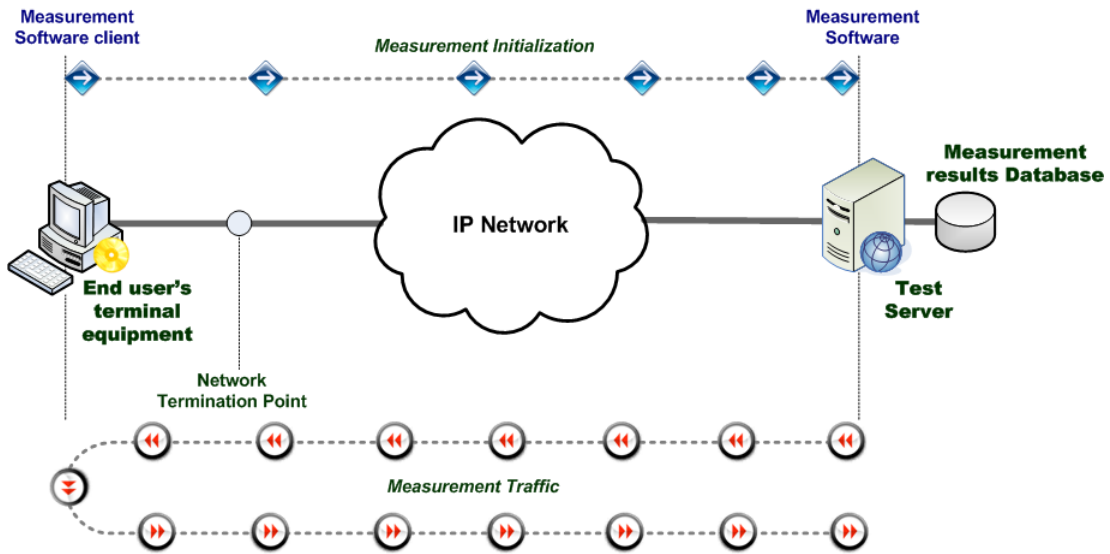 Measurement
Software client
Measurement
Software
Measurement Initialization
Measurement
results Database
IP Network
End user's
terminal
equipment
Test
Server
Network
Termination Point
Measurement Traffic